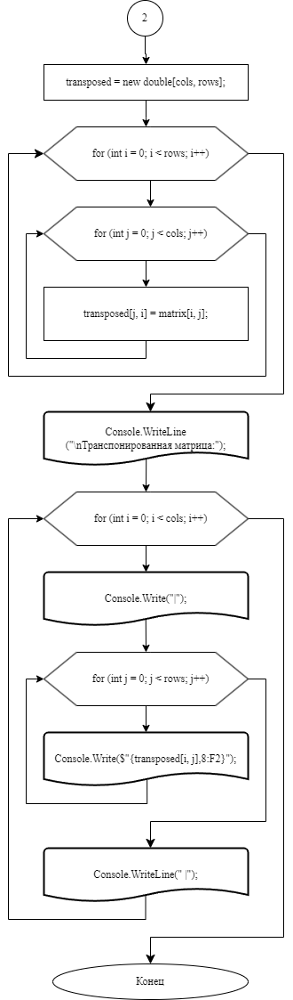 2
transposed = new double[cols, rows];
for (int i = 0; i < rows; i++)
for (int j = 0; j < cols; j++)
transposed[j, i] = matrix[i, j];
Console.WriteLine
("\nТранспонированная матрица:");
for (int i = 0; i < cols; i++)
Console.Write("|");
for (int j = 0; j < rows; j++)
Console.Write($"{transposed[i, j],8:F2}");
Console.WriteLine(" |");
Конец